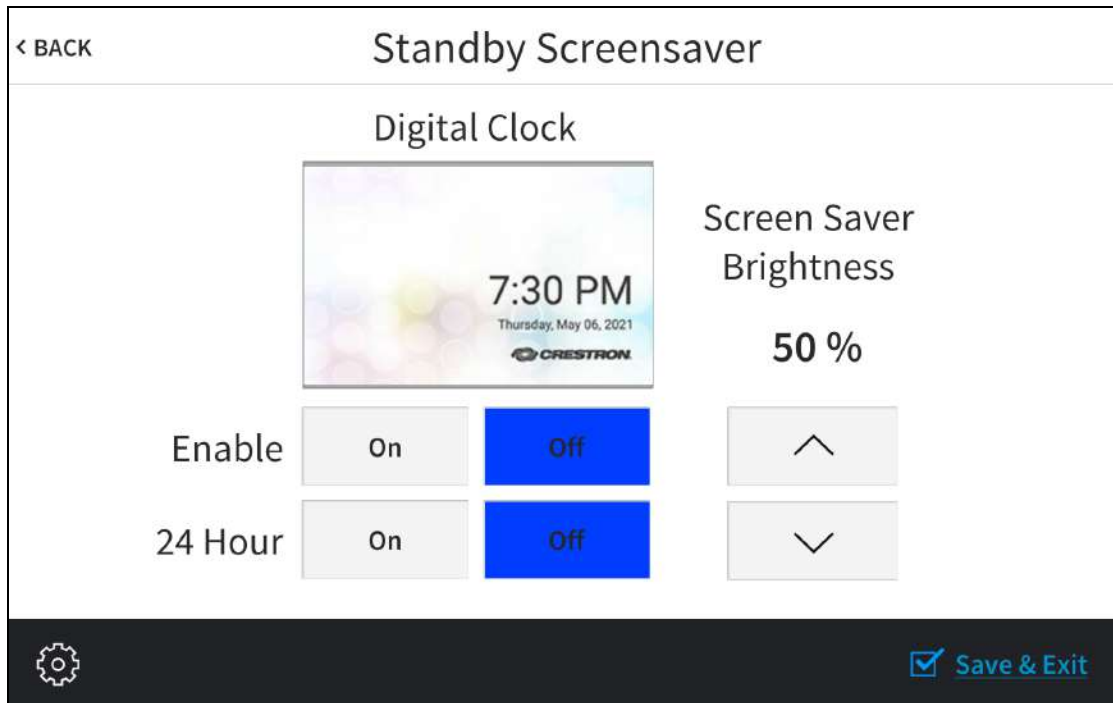 < BACK
Standby Screensaver
Digital Clock
7:30 PM
Thursday, May 06, 2021
CRESTRON
Screen Saver
Brightness
50 %
Enable On Off
24 Hour On Off
Save & Exit